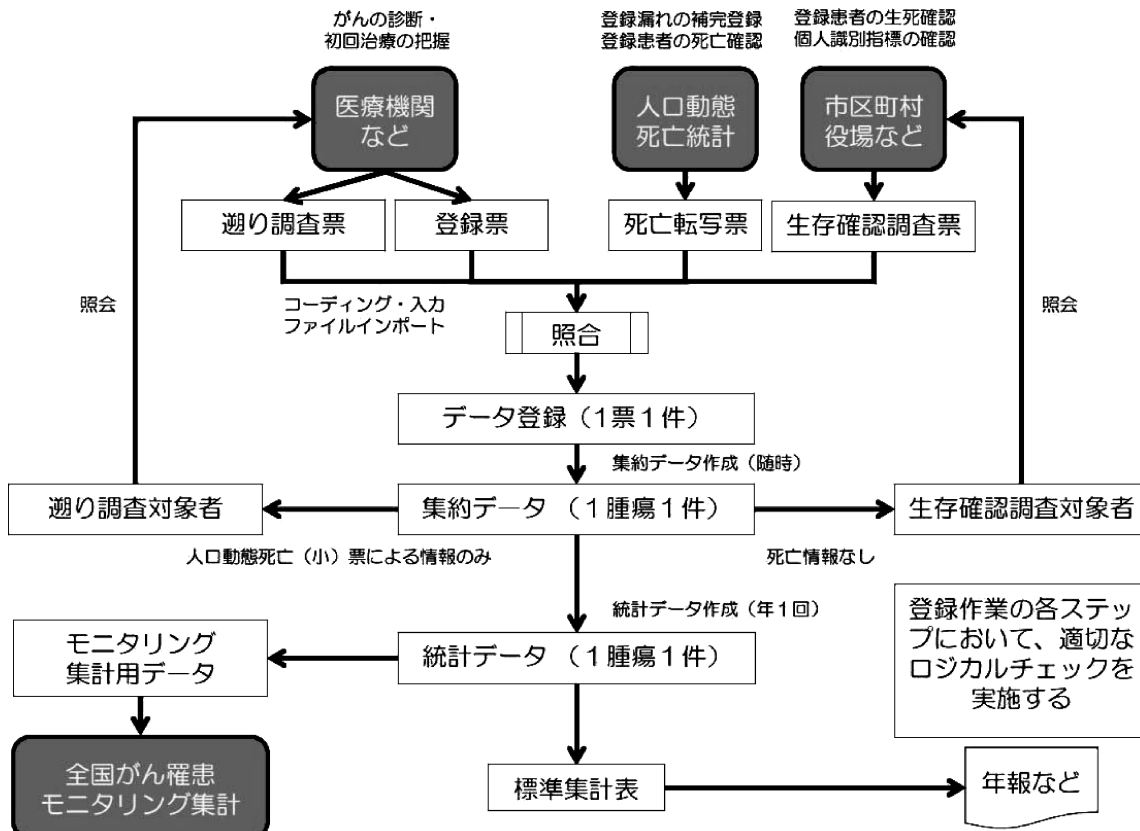 がんの診断・
初回治療の把握
登録漏れの補完登録
登録患者の死亡確認
登録患者の生死確認
個人識別指標の確認
医療機関
など
人口動態
死亡統計
市区町村
役場など
遡り調査票
登録票
死亡転写票
生存確認調査票
照会
コーディング・入力
ファイルインポート
照会
照合
データ登録（1票1件）
集約データ作成（随時）
遡り調査対象者
集約データ （1腫瘍1件）
生存確認調査対象者
人口動態死亡（小）票による情報のみ
死亡情報なし
統計データ作成（年1回）
登録作業の各ステッ
プにおいて、適切な
ロジカルチェックを
実施する
モニタリング
集計用データ
統計データ （1腫瘍1件）
全国がん罹患
モニタリング集計
標準集計表
年報など